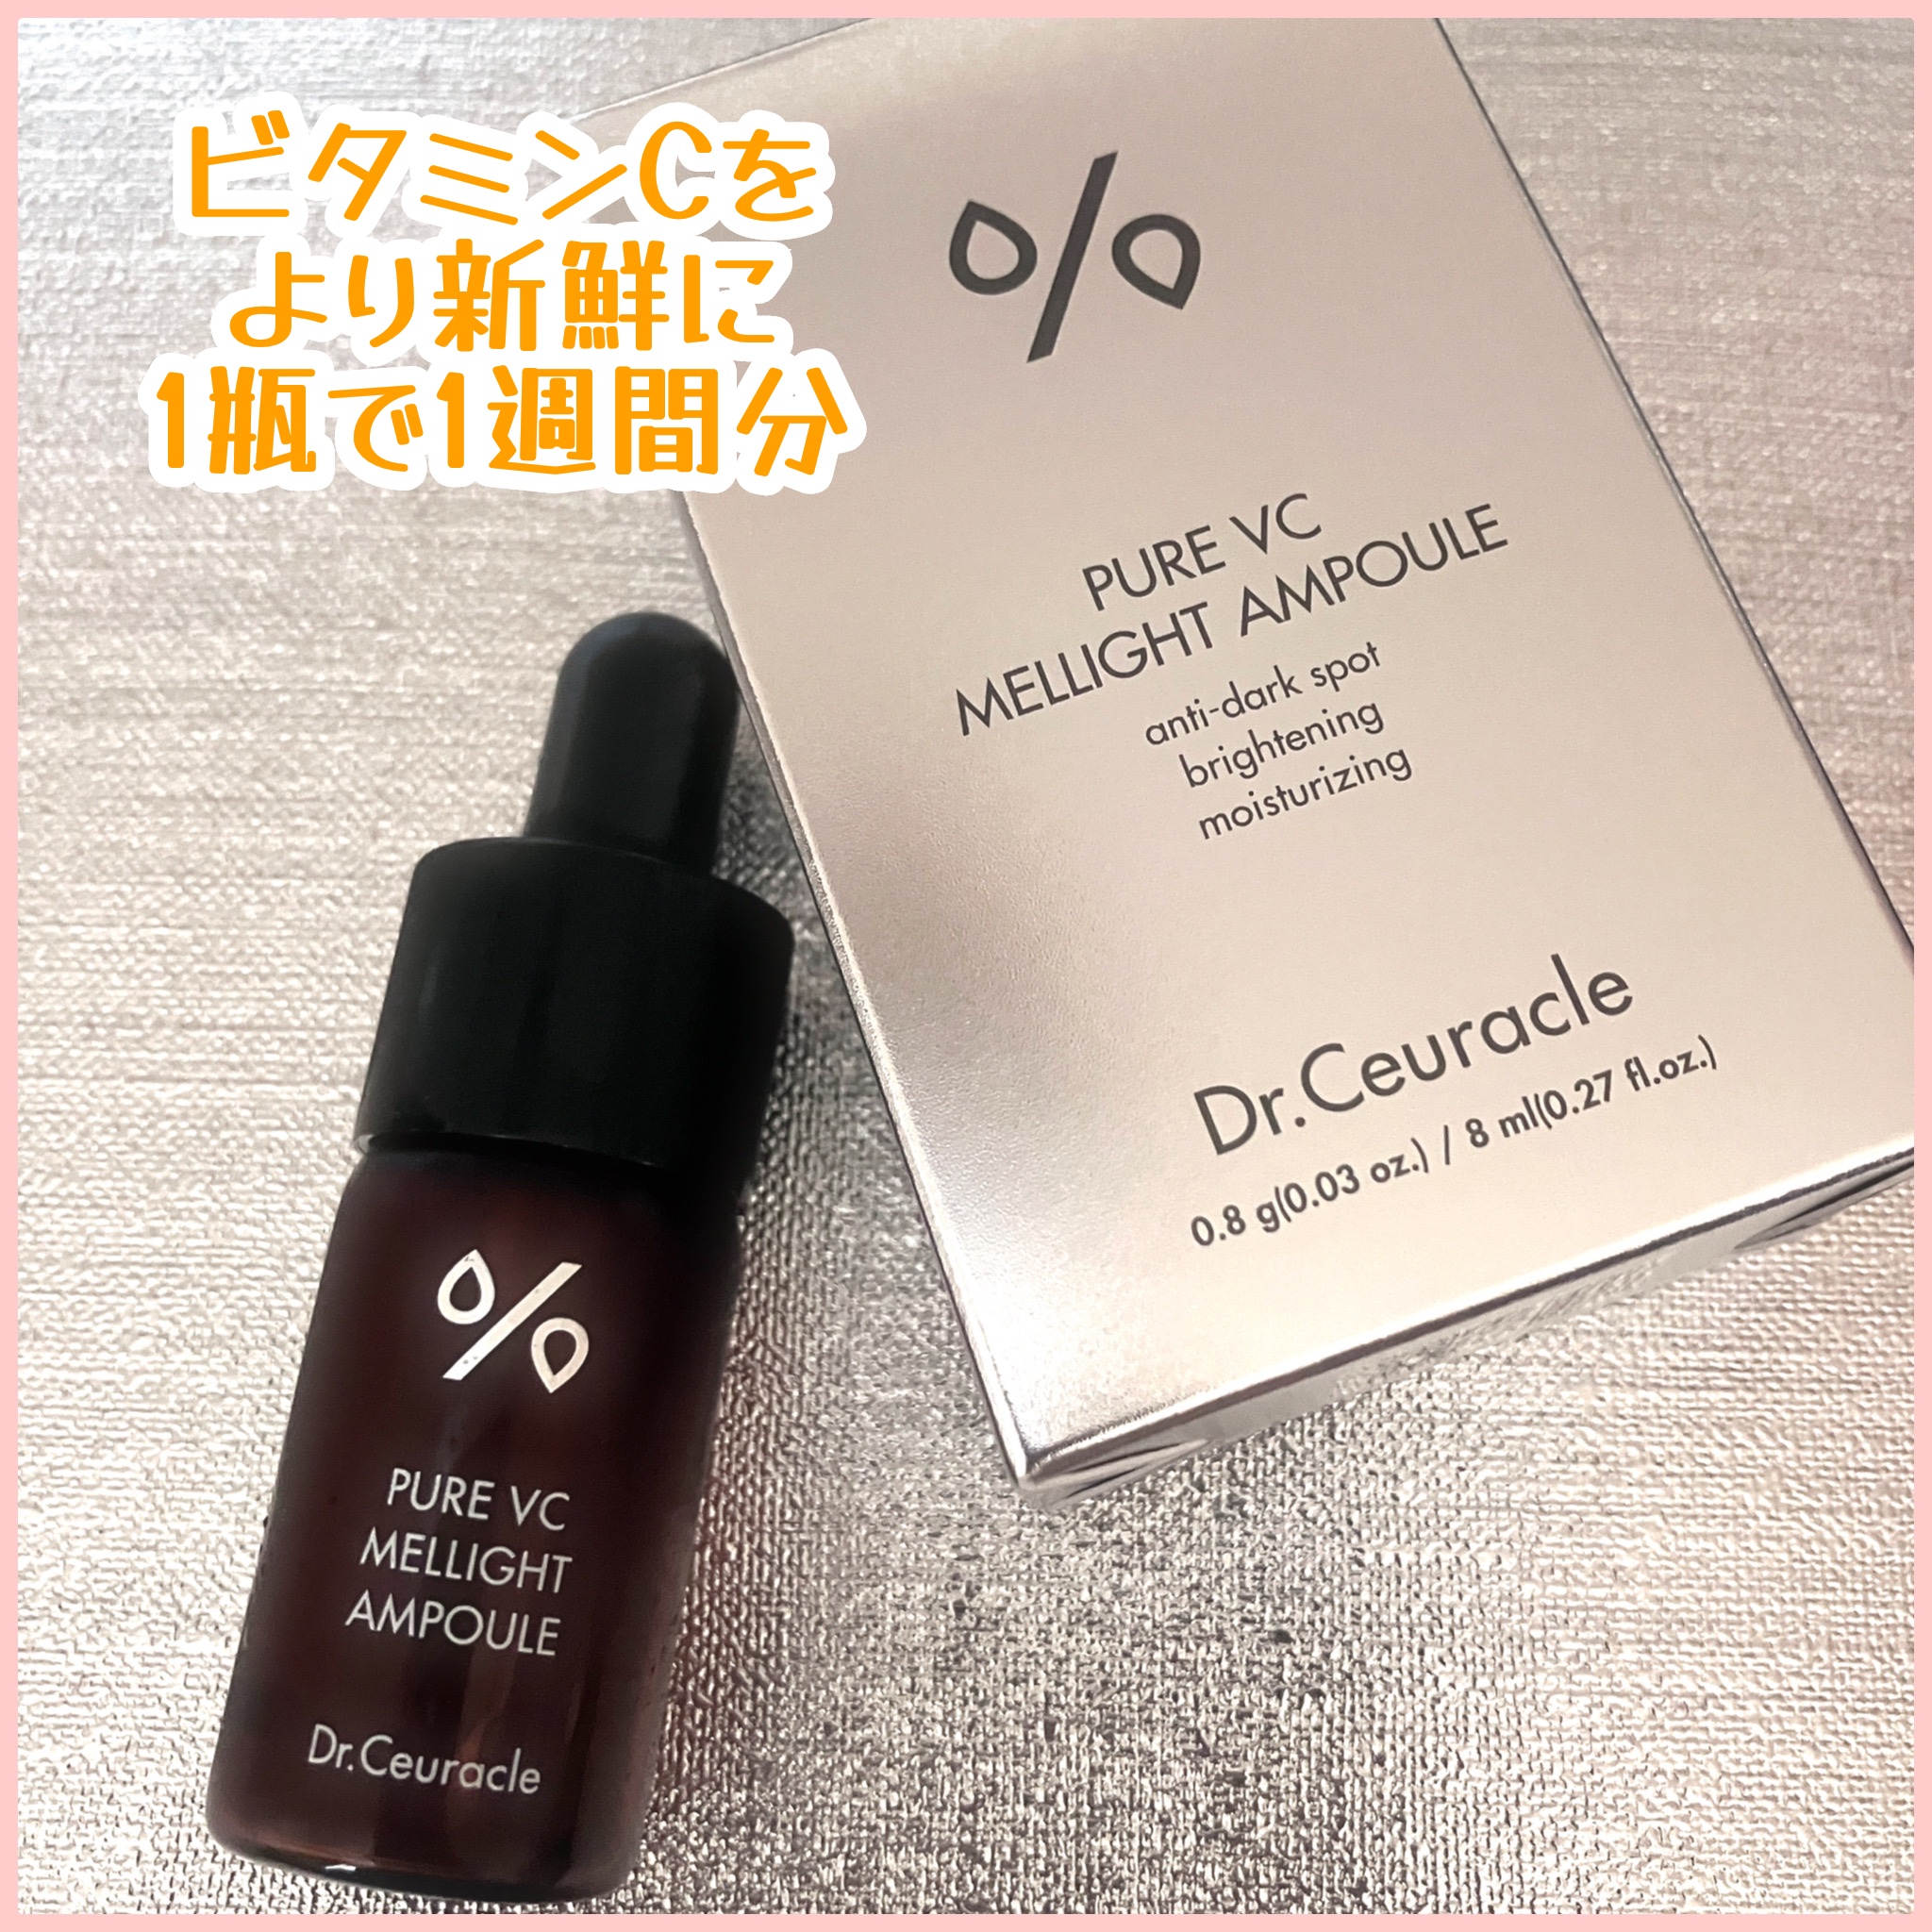 ビタミンCを
より新鮮に
1瓶で1週間分
%
PURE VC
MELLIGHT AMPOULE
anti-dark spot
brightening
moisturizing
Dr.Ceuracle
0.8 g(0.03 oz.) / 8 ml(0.27 fl.oz.)
%
PURE VC
MELLIGHT
AMPOULE
Dr.Ceuracle